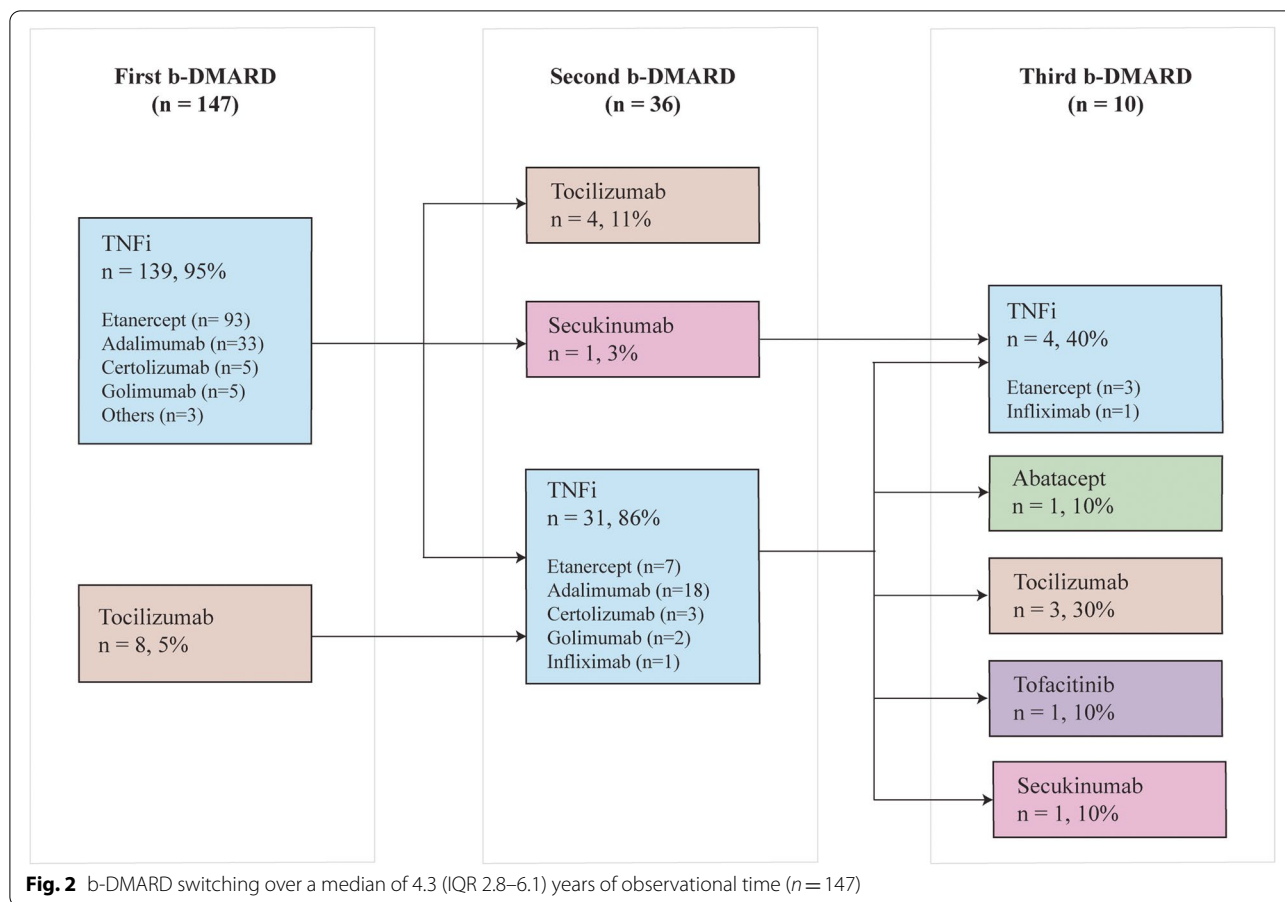 First b-DMARD
(n = 147)
TNFi
n = 139, 95%
Etanercept (n= 93)
Adalimumab (n=33)
Certolizumab (n=5)
Golimumab (n=5)
Others (n=3)
Tocilizumab
n = 8, 5%
Second b-DMARD
(n = 36)
Tocilizumab
n = 4, 11%
Secukinumab
n = 1, 3%
TNFi
n = 31, 86%
Etanercept (n=7)
Adalimumab (n=18)
Certolizumab (n=3)
Golimumab (n=2)
Infliximab (n=1)
Third b-DMARD
(n = 10)
TNFi
n = 4, 40%
Etanercept (n=3)
Infliximab (n=1)
Abatacept
n = 1, 10%
Tocilizumab
n = 3, 30%
Tofacitinib
n = 1, 10%
Secukinumab
n = 1, 10%
Fig. 2 b-DMARD switching over a median of 4.3 (IQR 2.8–6.1) years of observational time (n = 147)